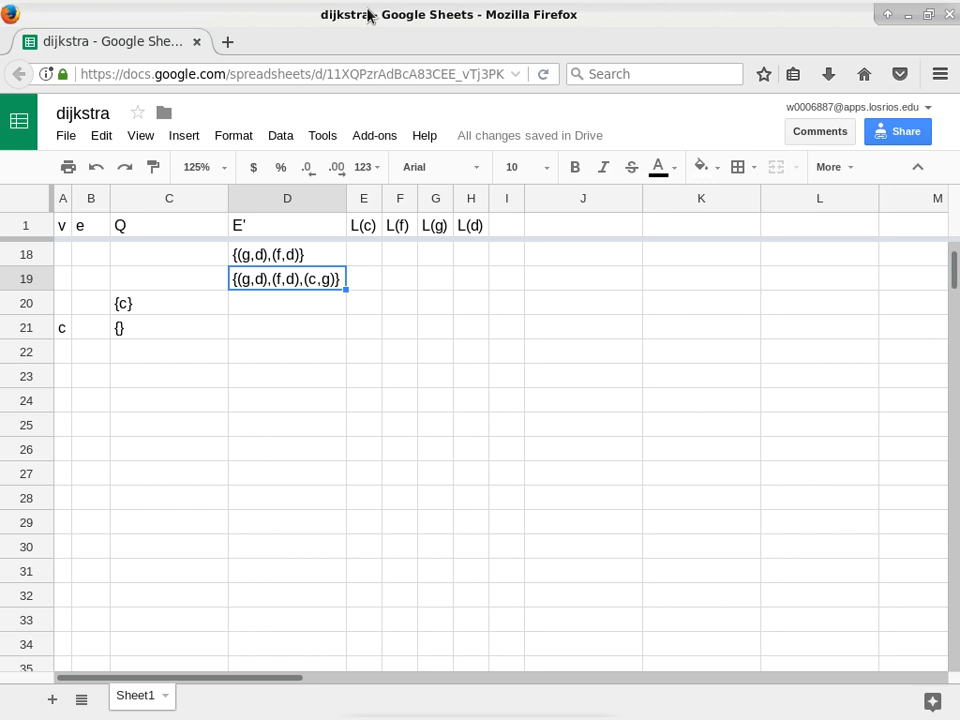 dijkstra - Google Sheets - Mozilla Firefox
dijkstra - Google She...
https://docs.google.com/spreadsheets/d/11XQPzrAdBcA83CEE_vTj3PK
Search
dijkstra
w0006887@apps.losrios.edu
File Edit View Insert Format Data Tools Add-ons Help All changes saved in Drive
Comments
Share
125% $ % .0 .00 123 Arial 10 B I S A More
A B C D E F G H I J K L M
1 v e Q E' L(c) L(f) L(g) L(d)
18 {(g,d),(f,d)}
19 {(g,d),(f,d),(c,g)}
20 {c}
21 c {}
22
23
24
25
26
27
28
29
30
31
32
33
34
35
Sheet1